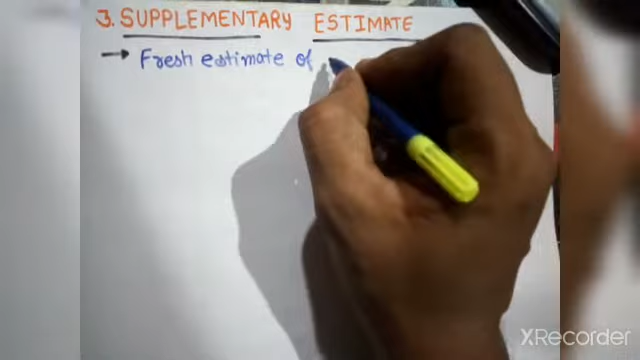 3. SUPPLEMENTARY ESTIMATE
→ Fresh estimate of
XRecorder